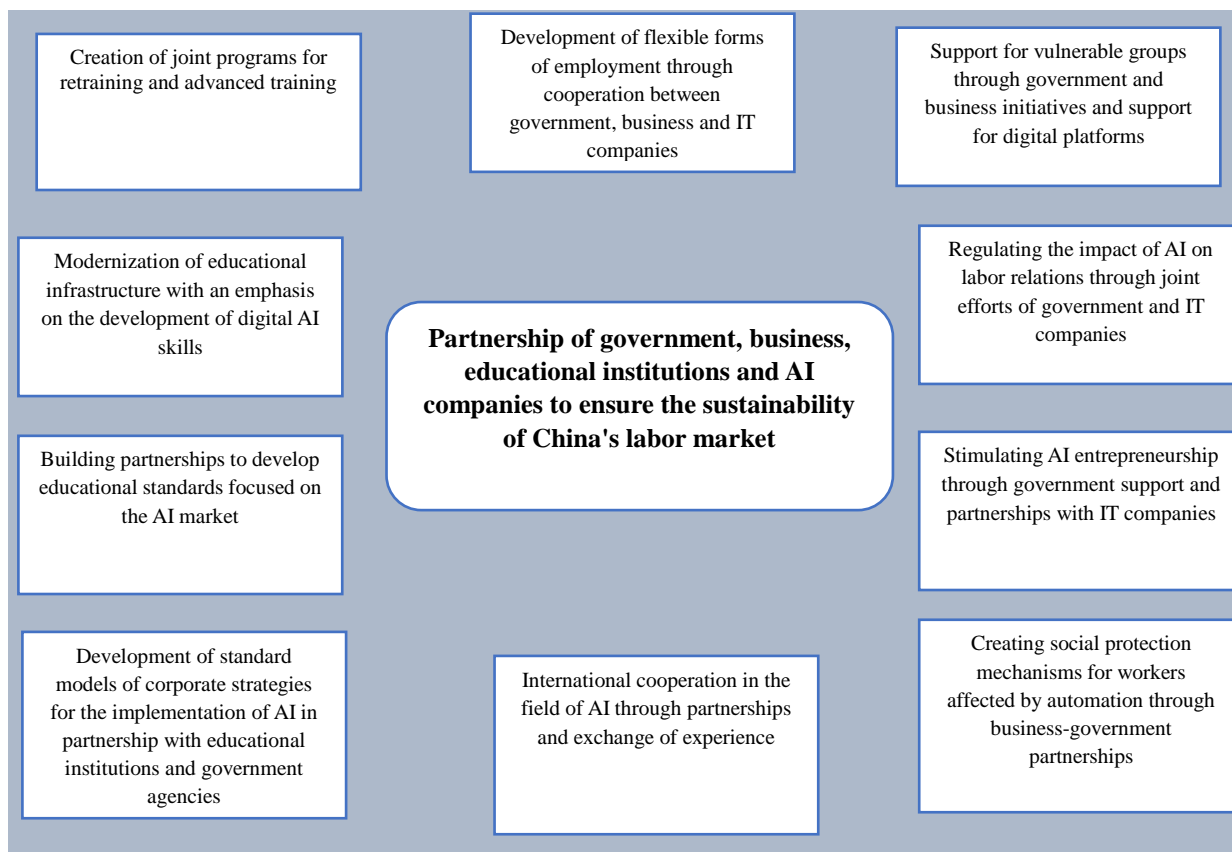 Creation of joint programs for
retraining and advanced training
Development of flexible forms
of employment through
cooperation between
government, business and IT
companies
Support for vulnerable groups
through government and
business initiatives and support
for digital platforms
Modernization of educational
infrastructure with an emphasis
on the development of digital AI
skills
Partnership of government, business,
educational institutions and AI
companies to ensure the sustainability
of China's labor market
Regulating the impact of AI on
labor relations through joint
efforts of government and IT
companies
Building partnerships to develop
educational standards focused on
the AI market
Stimulating AI entrepreneurship
through government support and
partnerships with IT companies
Development of standard
models of corporate strategies
for the implementation of AI in
partnership with educational
institutions and government
agencies
International cooperation in the
field of AI through partnerships
and exchange of experience
Creating social protection
mechanisms for workers
affected by automation through
business-government
partnerships